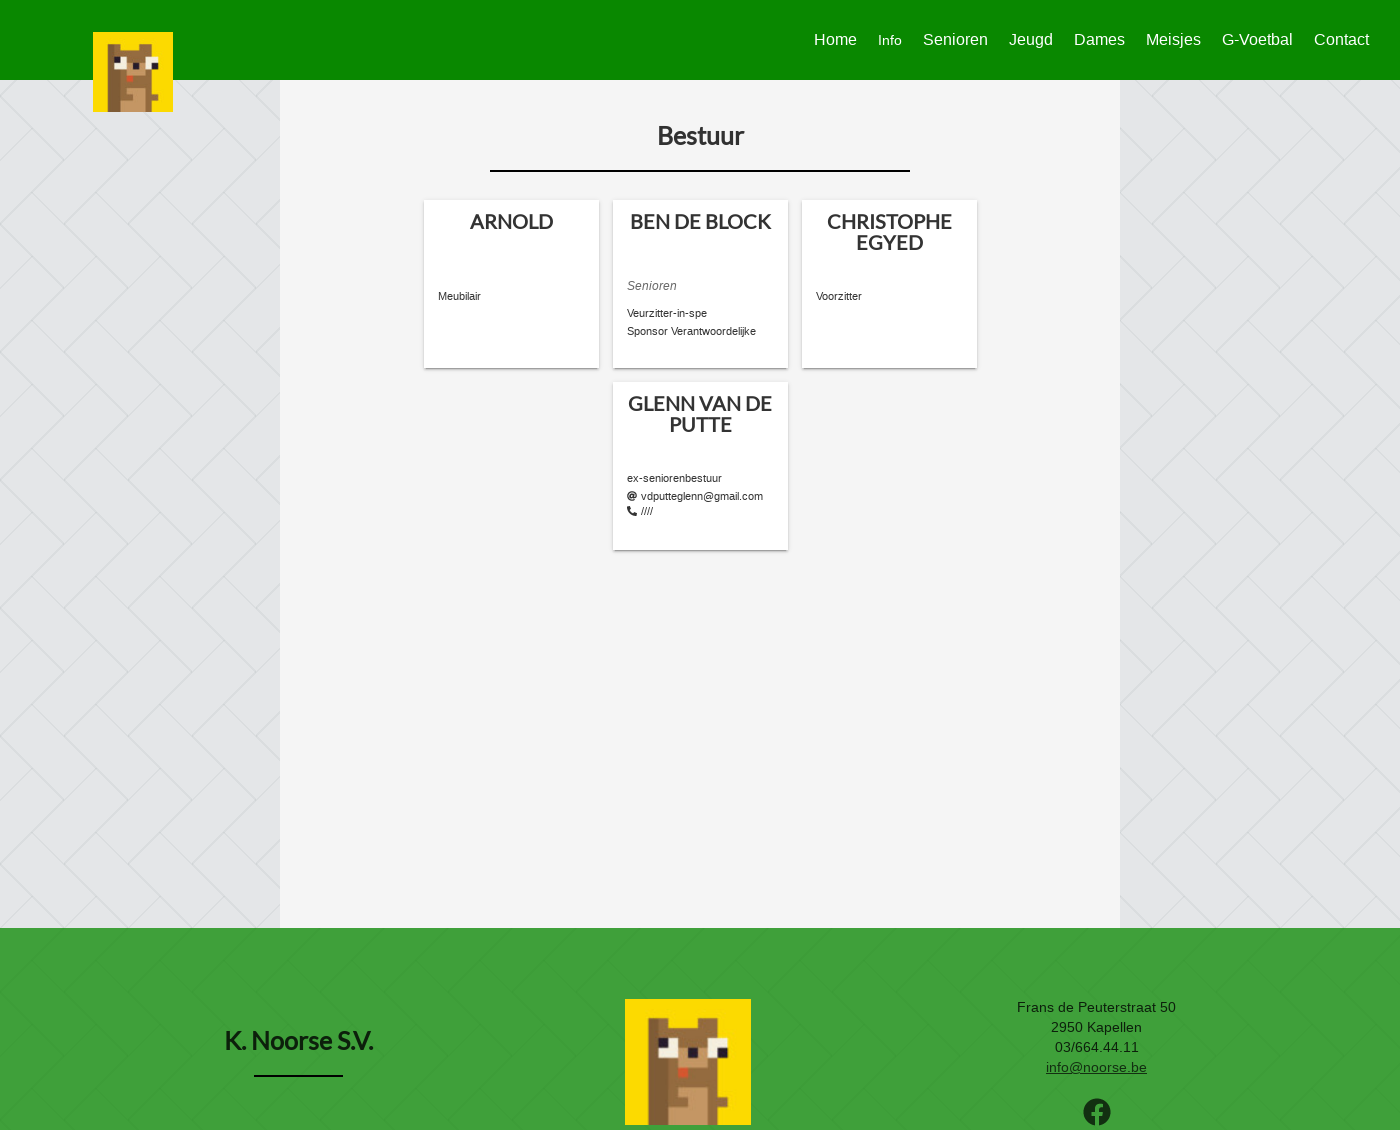 Home Info Senioren Jeugd Dames Meisjes G-Voetbal Contact
Bestuur
ARNOLD
Meubilair
BEN DE BLOCK
Senioren
Veurzitter-in-spe
Sponsor Verantwoordelijke
CHRISTOPHE
EGYED
Voorzitter
GLENN VAN DE
PUTTE
ex-seniorenbestuur
vdputteglenn@gmail.com
////
K. Noorse S.V.
Frans de Peuterstraat 50
2950 Kapellen
03/664.44.11
info@noorse.be